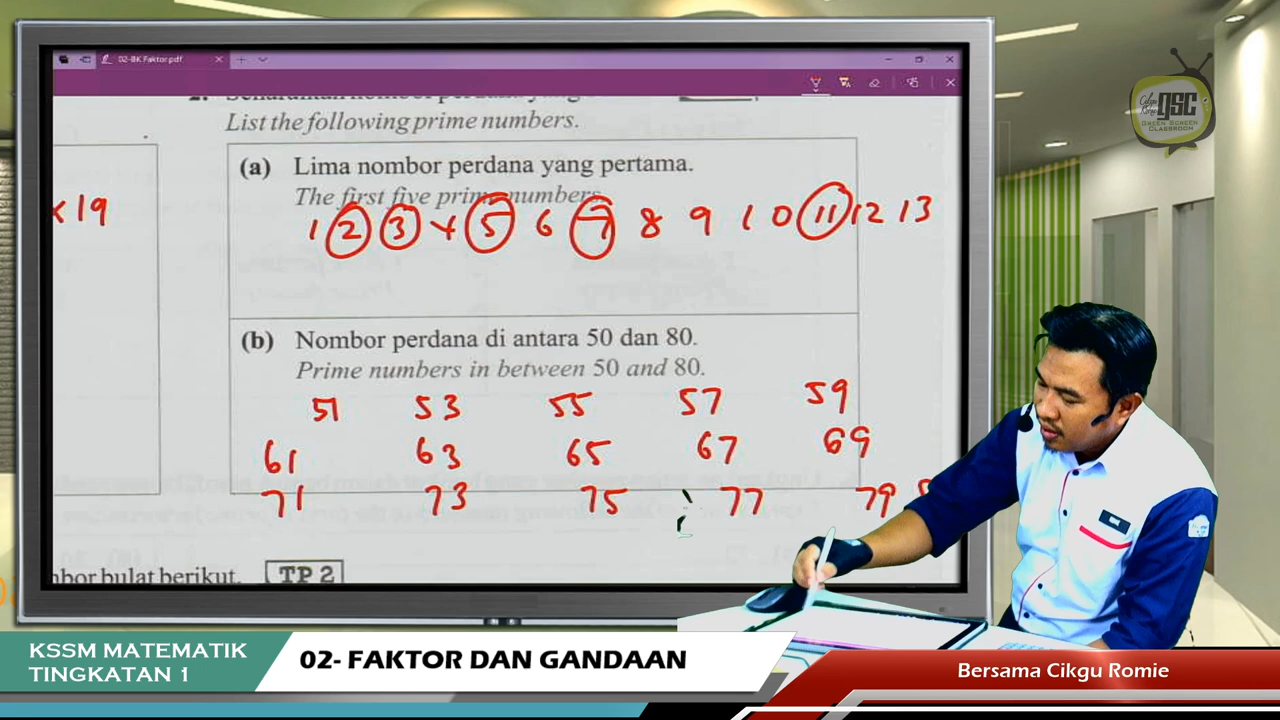 02-BK Faktor.pdf
List the following prime numbers.
(a) Lima nombor perdana yang pertama.
The first five prime numbers.
x 19
1 2 3 4 5 6 7 8 9 10 11 12 13
(b) Nombor perdana di antara 50 dan 80.
Prime numbers in between 50 and 80.
51 53 55 57 59
61 63 65 67 69
71 73 75 77 79
bor bulat berikut. TP 2
GSC
GREEN SCREEN
CLASSROOM
KSSM MATEMATIK
TINGKATAN 1
02- FAKTOR DAN GANDAAN
Bersama Cikgu Romie